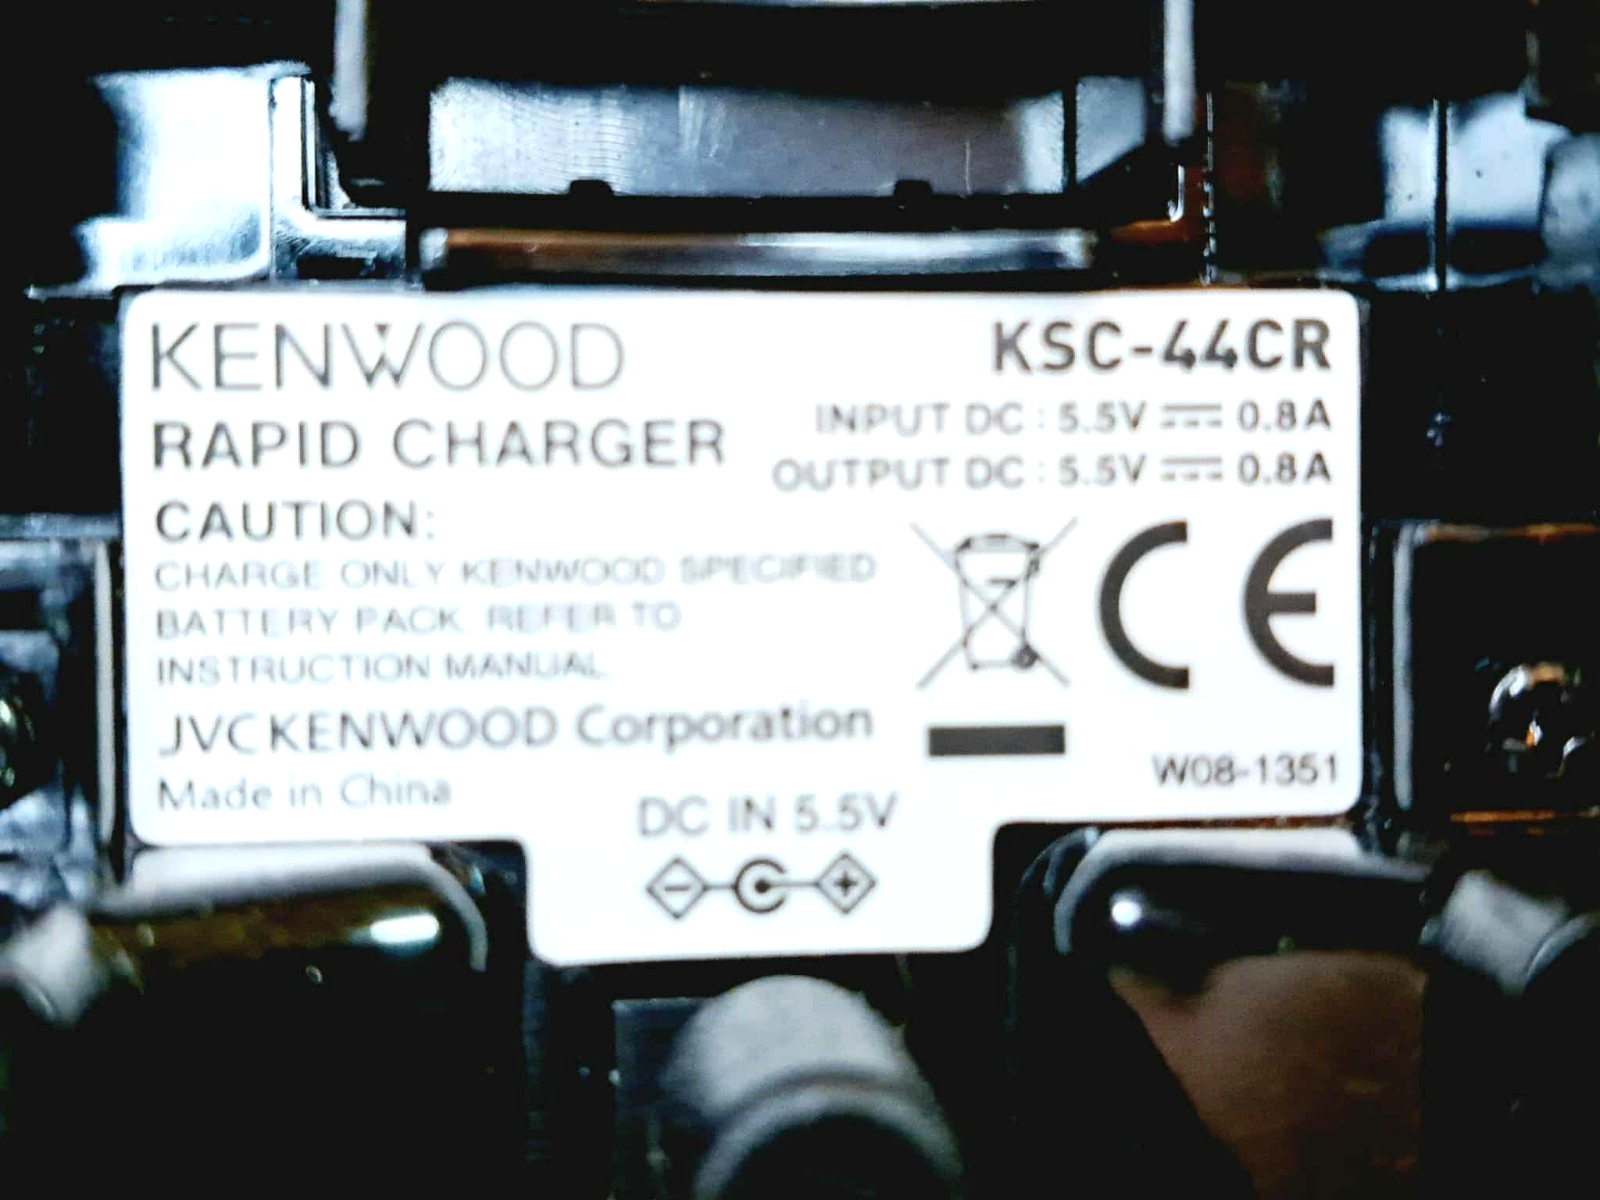 KENWOOD
KSC-44CR
RAPID CHARGER
INPUT DC : 5.5V ⎓ 0.8A
OUTPUT DC : 5.5V ⎓ 0.8A
CAUTION:
CHARGE ONLY KENWOOD SPECIFIED
BATTERY PACK. REFER TO
INSTRUCTION MANUAL.
CE
JVCKENWOOD Corporation
Made in China
W08-1351
DC IN 5.5V